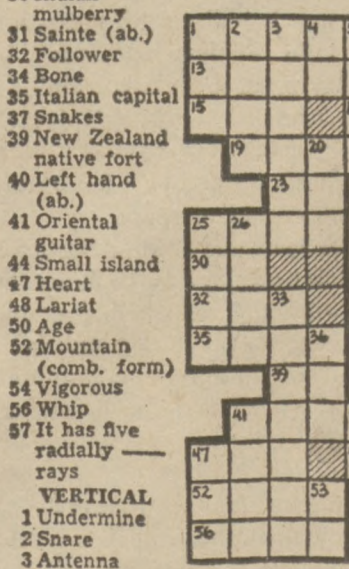 mulberry
31 Sainte (ab.)
32 Follower
34 Bone
35 Italian capital
37 Snakes
39 New Zealand
native fort
40 Left hand
(ab.)
41 Oriental
guitar
44 Small island
47 Heart
48 Lariat
50 Age
52 Mountain
(comb. form)
54 Vigorous
56 Whip
57 It has five
radially —
rays
VERTICAL
1 Undermine
2 Snare
3 Antenna
1 2 3 4
13
15
19 20
23
25 26
30
32 33
35 36
39
41
47
52 53
56